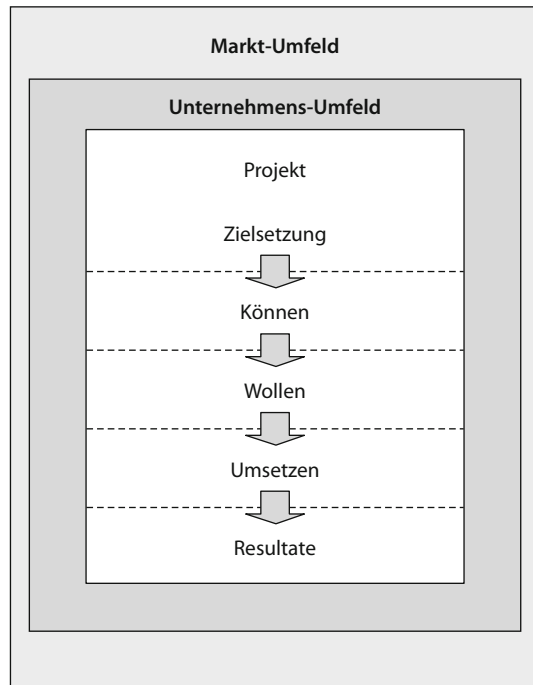 Markt-Umfeld
Unternehmens-Umfeld
Projekt
Zielsetzung
Können
Wollen
Umsetzen
Resultate